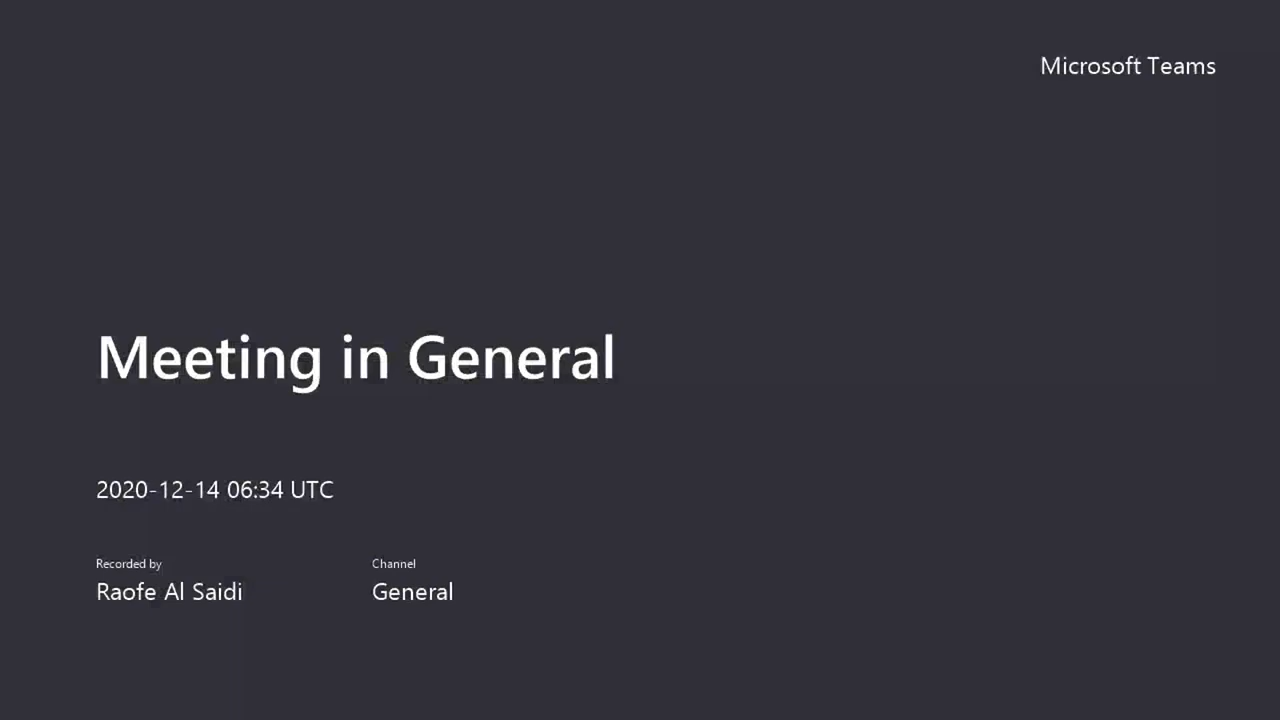 Microsoft Teams
Meeting in General
2020-12-14 06:34 UTC
Recorded by
Raofe Al Saidi
Channel
General